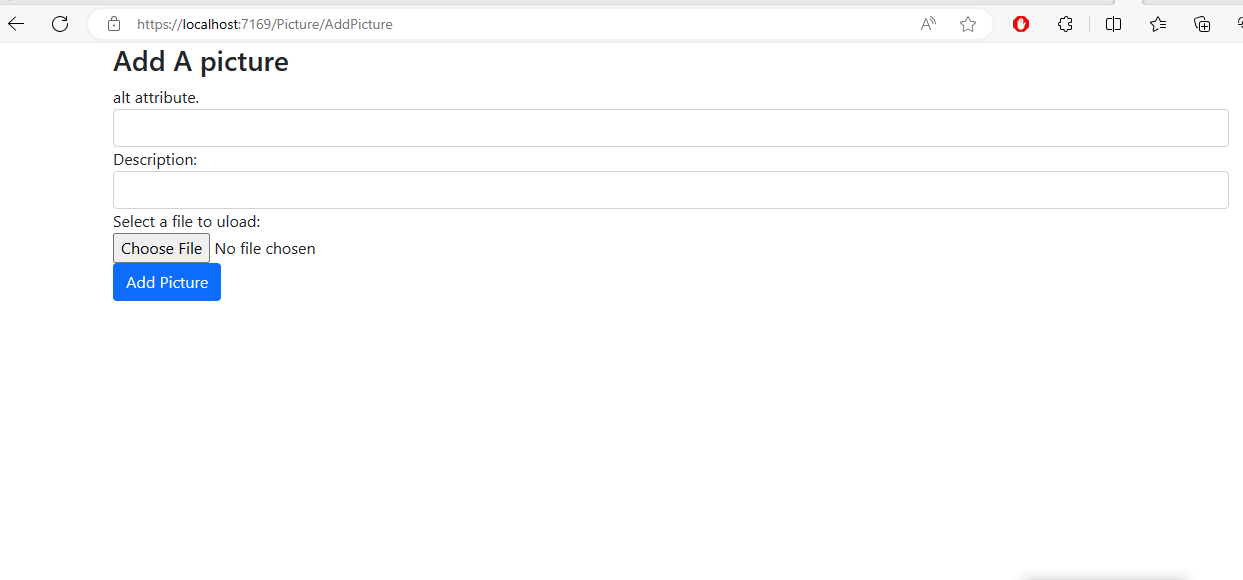 https://localhost:7169/Picture/AddPicture
Add A picture
alt attribute.
Description:
Select a file to uload:
Choose File No file chosen
Add Picture